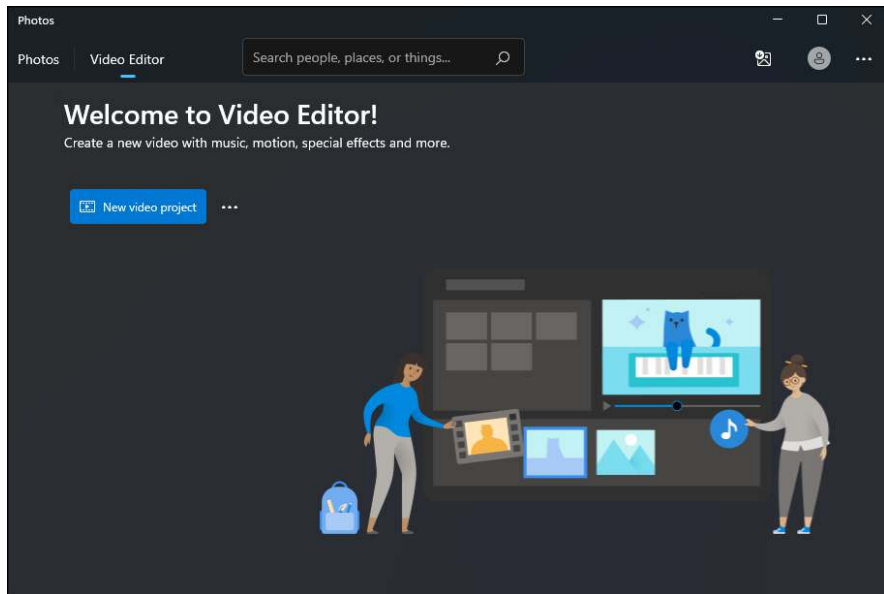 Photos
Photos Video Editor Search people, places, or things...
Welcome to Video Editor!
Create a new video with music, motion, special effects and more.
New video project